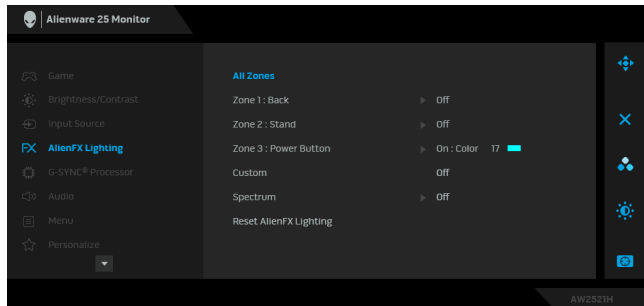 Alienware 25 Monitor
Game
Brightness/Contrast
Input Source
FX AlienFX Lighting
G-SYNC® Processor
Audio
Menu
Personalize
All Zones
Zone 1 : Back Off
Zone 2 : Stand Off
Zone 3 : Power Button On : Color 17
Custom Off
Spectrum Off
Reset AlienFX Lighting
AW2521H